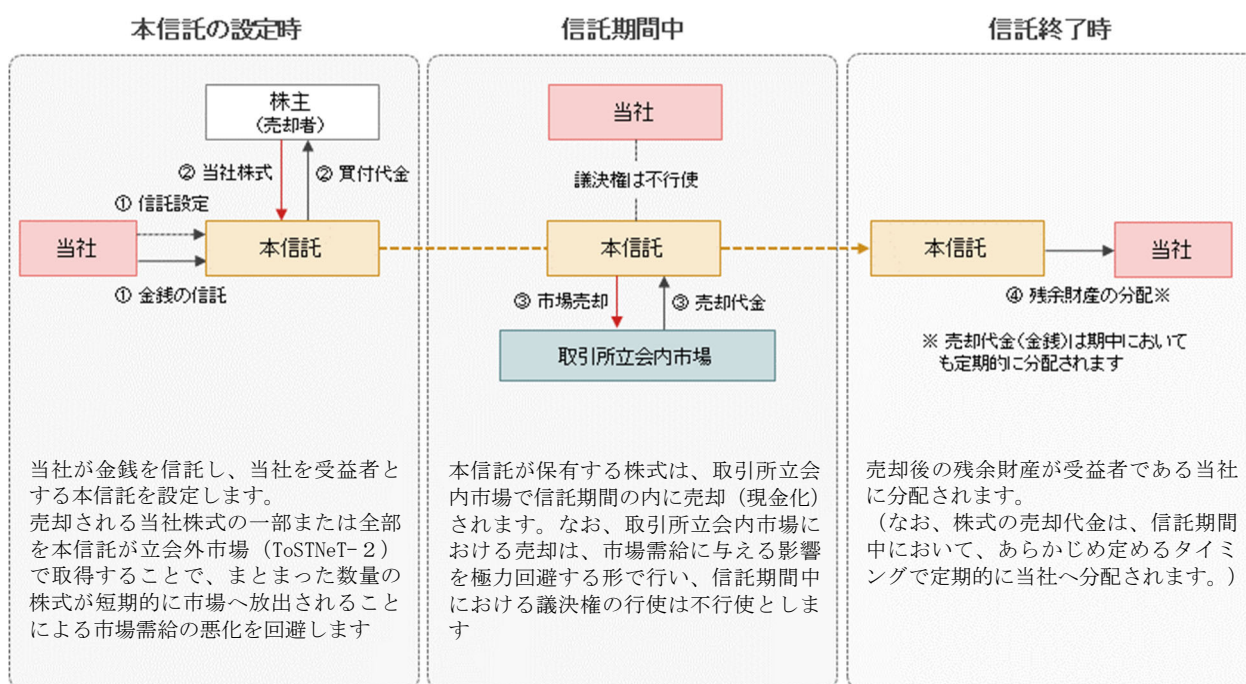 本信託の設定時
株主
(売却者)
② 当社株式
② 買付代金
① 信託設定
当社
本信託
① 金銭の信託
当社が金銭を信託し、当社を受益者と
する本信託を設定します。
売却される当社株式の一部または全部
を本信託が立会外市場（ToSTNeT-２）
で取得することで、まとまった数量の
株式が短期的に市場へ放出されること
による市場需給の悪化を回避します
信託期間中
当社
議決権は不行使
本信託
③ 市場売却
③ 売却代金
取引所立会内市場
本信託が保有する株式は、取引所立会
内市場で信託期間の内に売却（現金化）
されます。なお、取引所立会内市場に
おける売却は、市場需給に与える影響
を極力回避する形で行い、信託期間中
における議決権の行使は不行使としま
す
信託終了時
本信託
当社
④ 残余財産の分配※
※ 売却代金(金銭)は期中において
も定期的に分配されます
売却後の残余財産が受益者である当社
に分配されます。
（なお、株式の売却代金は、信託期間
中において、あらかじめ定めるタイミ
ングで定期的に当社へ分配されます。）